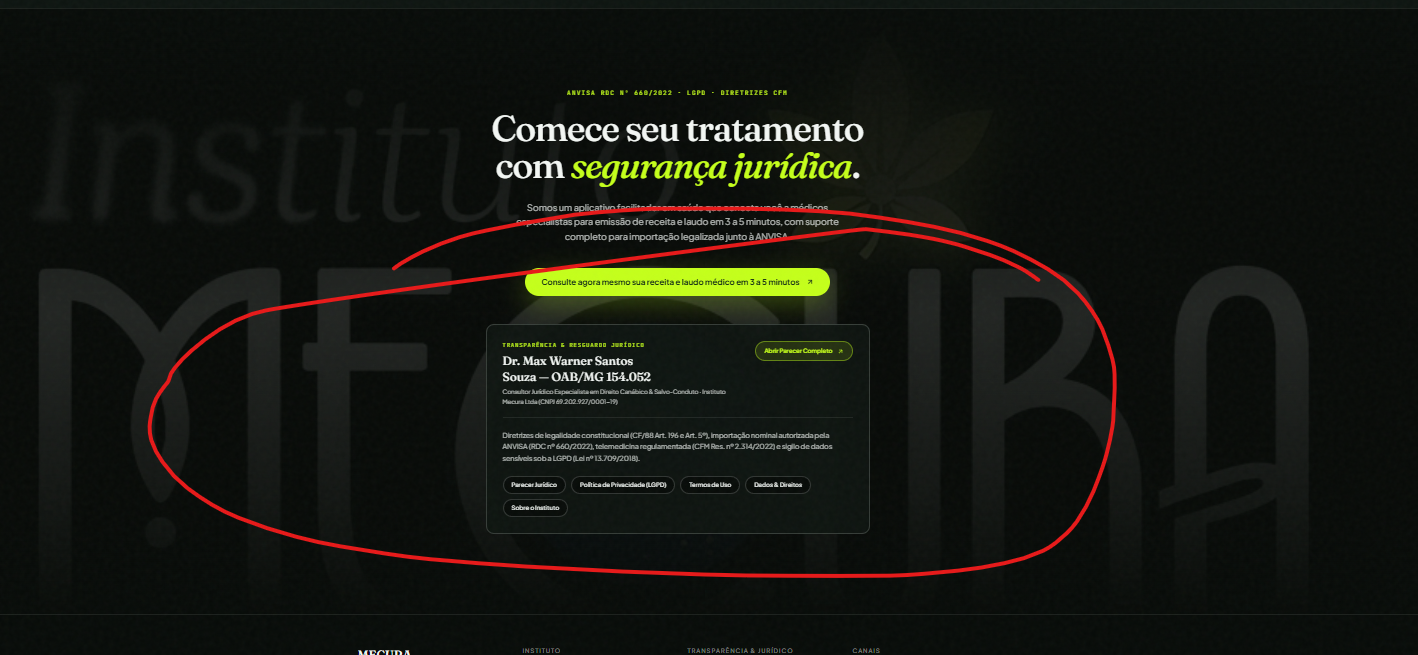 ANVISA RDC Nº 660/2022 · LGPD · DIRETRIZES CFM
Instituto
Comece seu tratamento
com segurança jurídica.
Somos um aplicativo facilitador em saúde que conecta você a médicos
especialistas para emissão de receita e laudo em 3 a 5 minutos, com suporte
completo para importação legalizada junto à ANVISA.
MECURA
Consulte agora mesmo sua receita e laudo médico em 3 a 5 minutos ↗
TRANSPARÊNCIA & RESGUARDO JURÍDICO
Dr. Max Warner Santos
Souza — OAB/MG 154.052
Abrir Parecer Completo ↗
Consultor Jurídico Especialista em Direito Canábico & Salvo-Conduto · Instituto
Mecura Ltda (CNPJ 69.202.927/0001-19)
Diretrizes de legalidade constitucional (CF/88 Art. 196 e Art. 5º), importação nominal autorizada pela
ANVISA (RDC nº 660/2022), telemedicina regulamentada (CFM Res. nº 2.314/2022) e sigilo de dados
sensíveis sob a LGPD (Lei nº 13.709/2018).
Parecer Jurídico
Política de Privacidade (LGPD)
Termos de Uso
Dados & Direitos
Sobre o Instituto
MECURA
INSTITUTO
TRANSPARÊNCIA & JURÍDICO
CANAIS